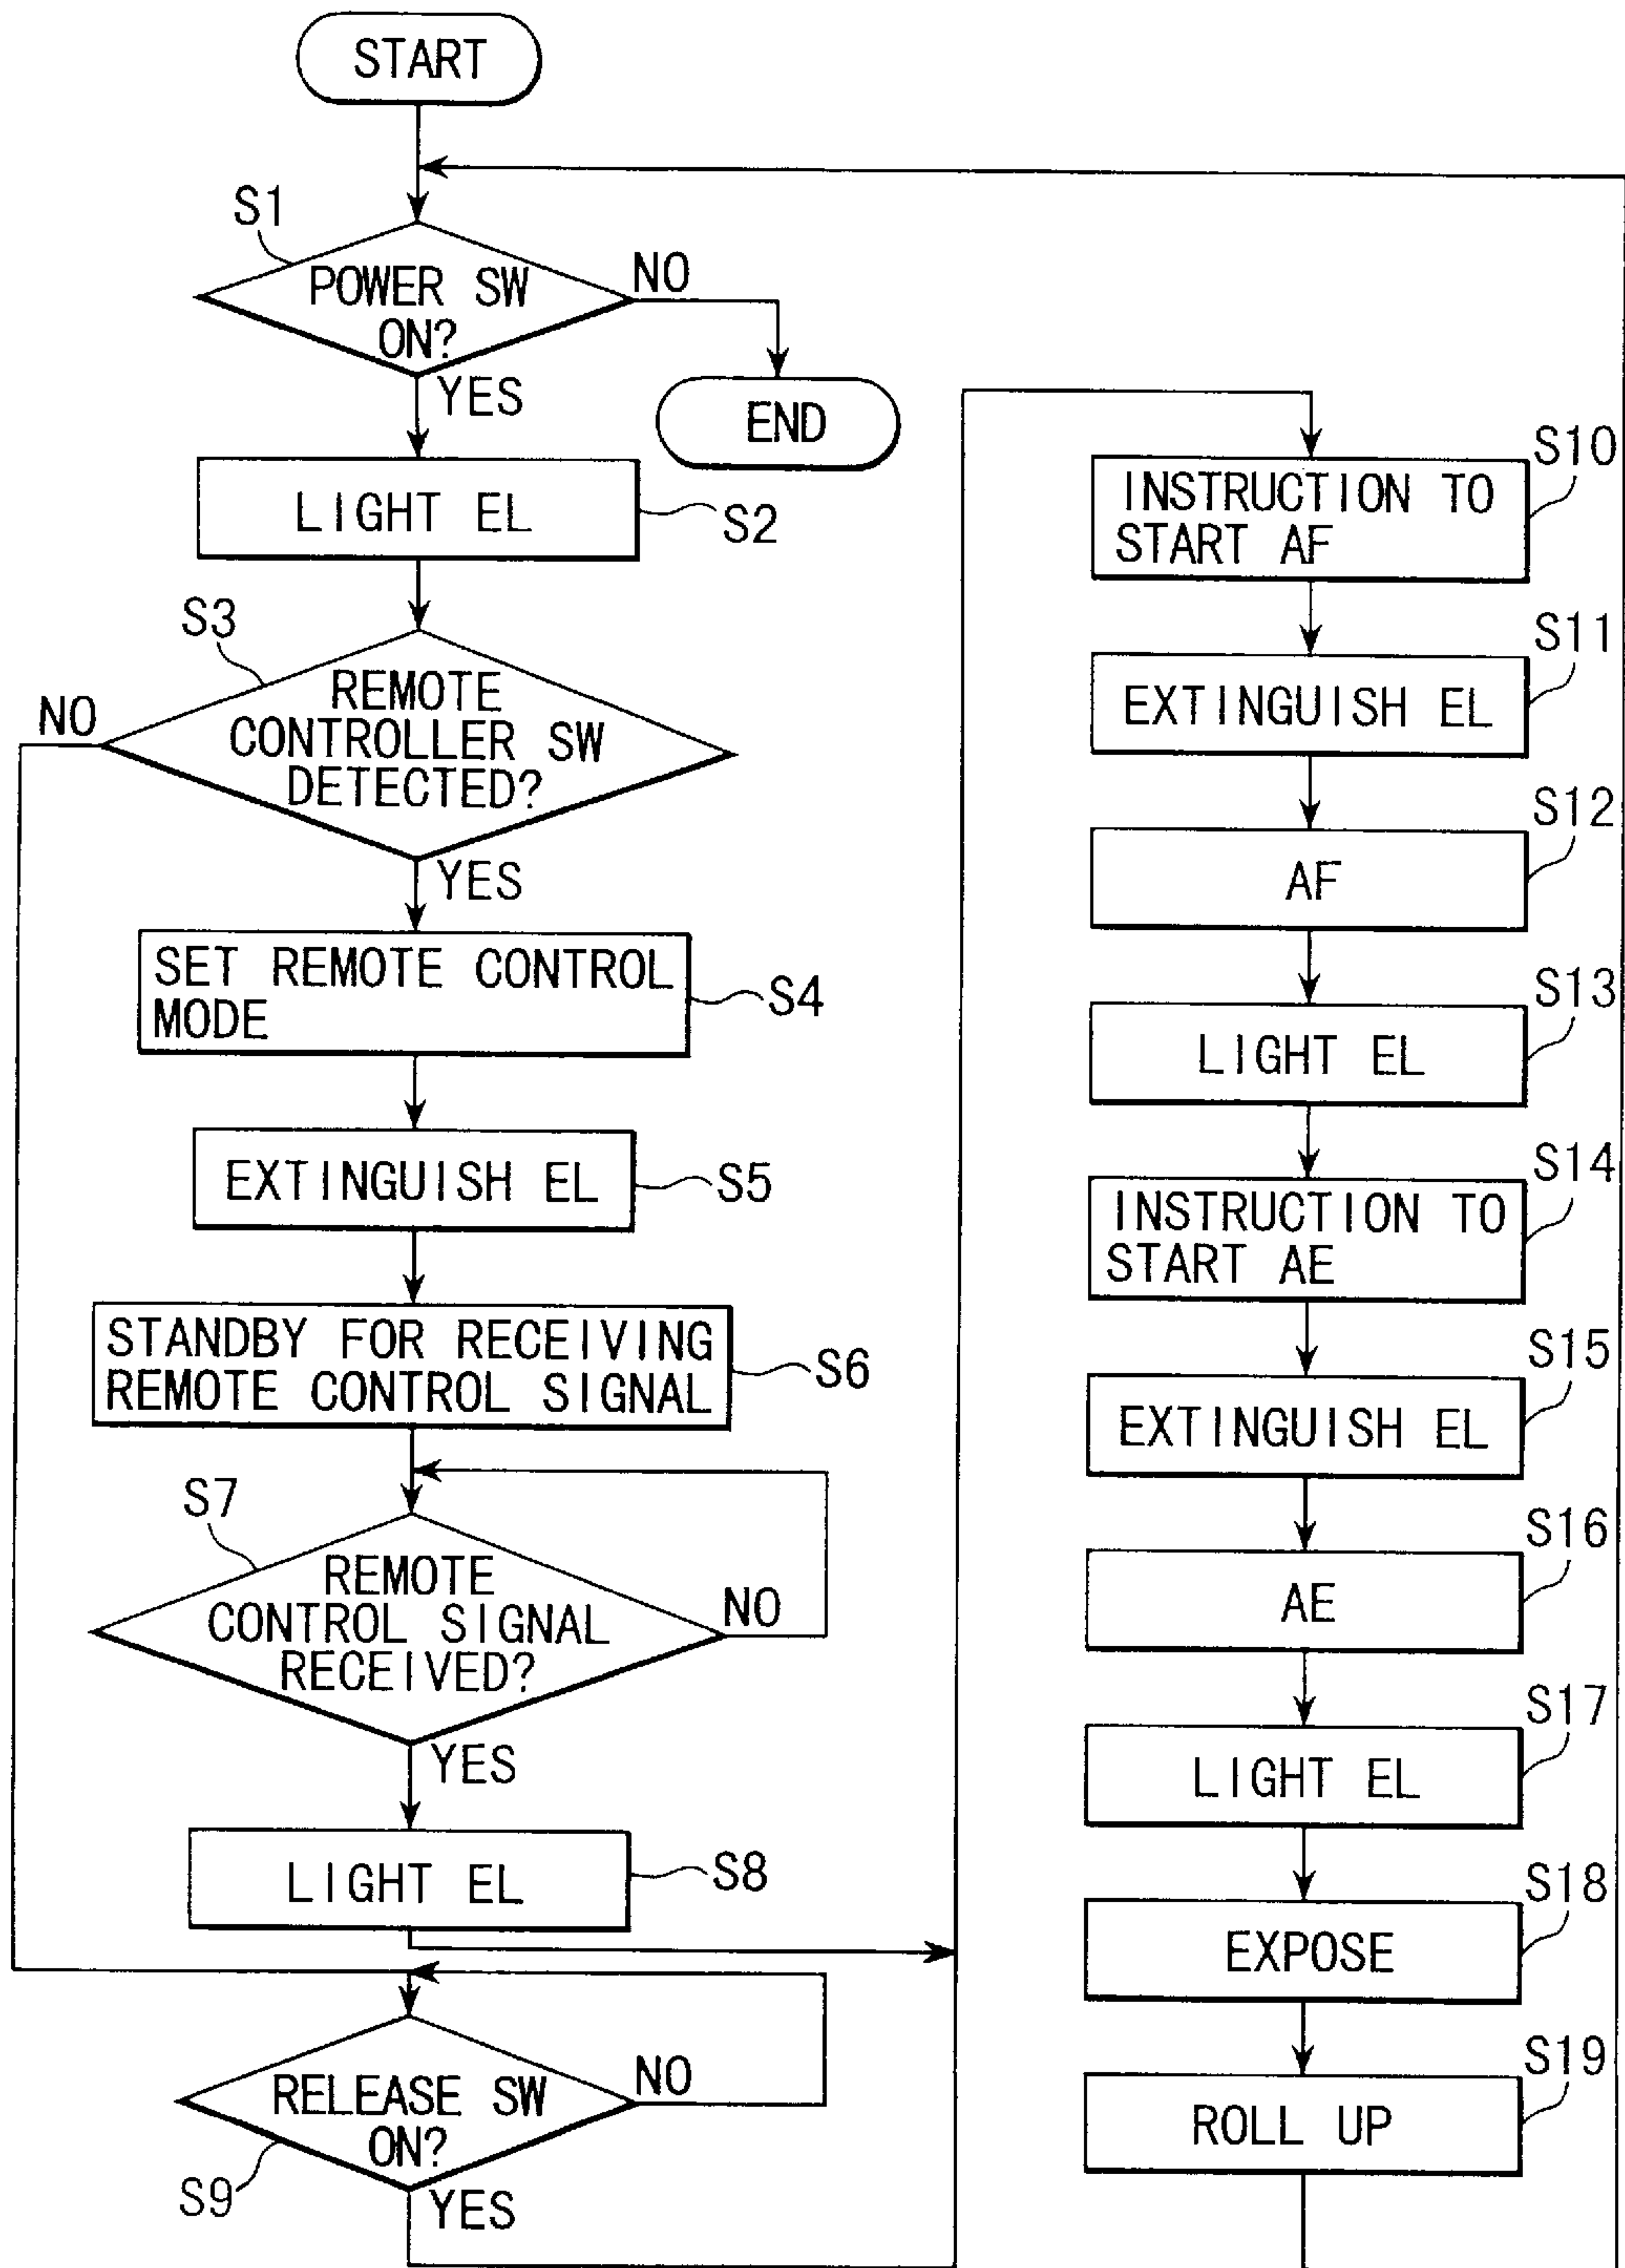 START
S1
POWER SW
ON?
NO
YES
END
LIGHT EL
S2
S3
REMOTE
CONTROLLER SW
DETECTED?
NO
YES
SET REMOTE CONTROL
MODE
S4
EXTINGUISH EL
S5
STANDBY FOR RECEIVING
REMOTE CONTROL SIGNAL
S6
S7
REMOTE
CONTROL SIGNAL
RECEIVED?
NO
YES
LIGHT EL
S8
RELEASE SW
ON?
NO
S9
YES
S10
INSTRUCTION TO
START AF
S11
EXTINGUISH EL
S12
AF
S13
LIGHT EL
S14
INSTRUCTION TO
START AE
S15
EXTINGUISH EL
S16
AE
S17
LIGHT EL
S18
EXPOSE
S19
ROLL UP